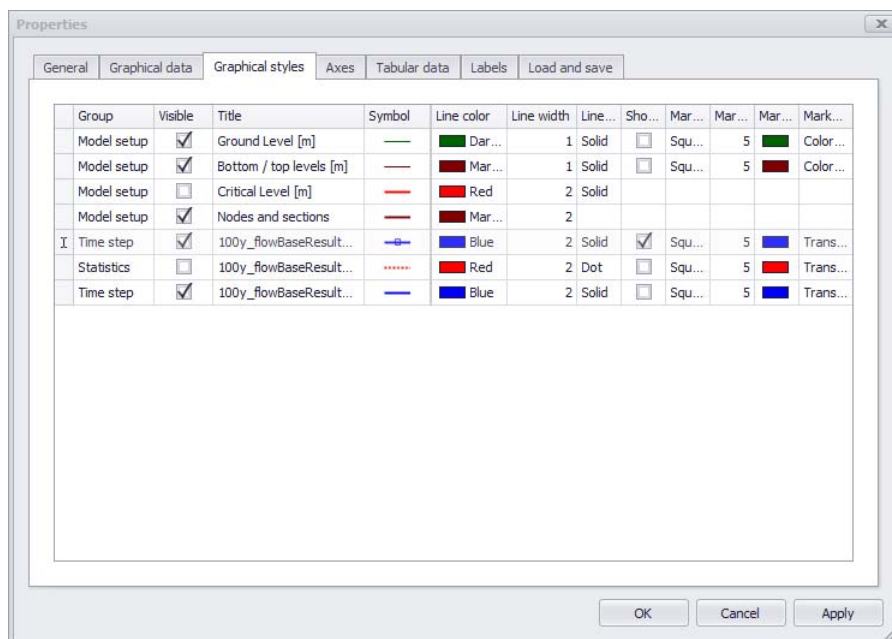 Properties
General Graphical data Graphical styles Axes Tabular data Labels Load and save
Group Visible Title Symbol Line color Line width Line... Sho... Mar... Mar... Mar... Mark...
Model setup Ground Level [m] Dar... 1 Solid Squ... 5 Color...
Model setup Bottom / top levels [m] Mar... 1 Solid Squ... 5 Color...
Model setup Critical Level [m] Red 2 Solid
Model setup Nodes and sections Mar... 2
Time step 100y_flowBaseResult... Blue 2 Solid Squ... 5 Trans...
Statistics 100y_flowBaseResult... Red 2 Dot Squ... 5 Trans...
Time step 100y_flowBaseResult... Blue 2 Solid Squ... 5 Trans...
OK Cancel Apply